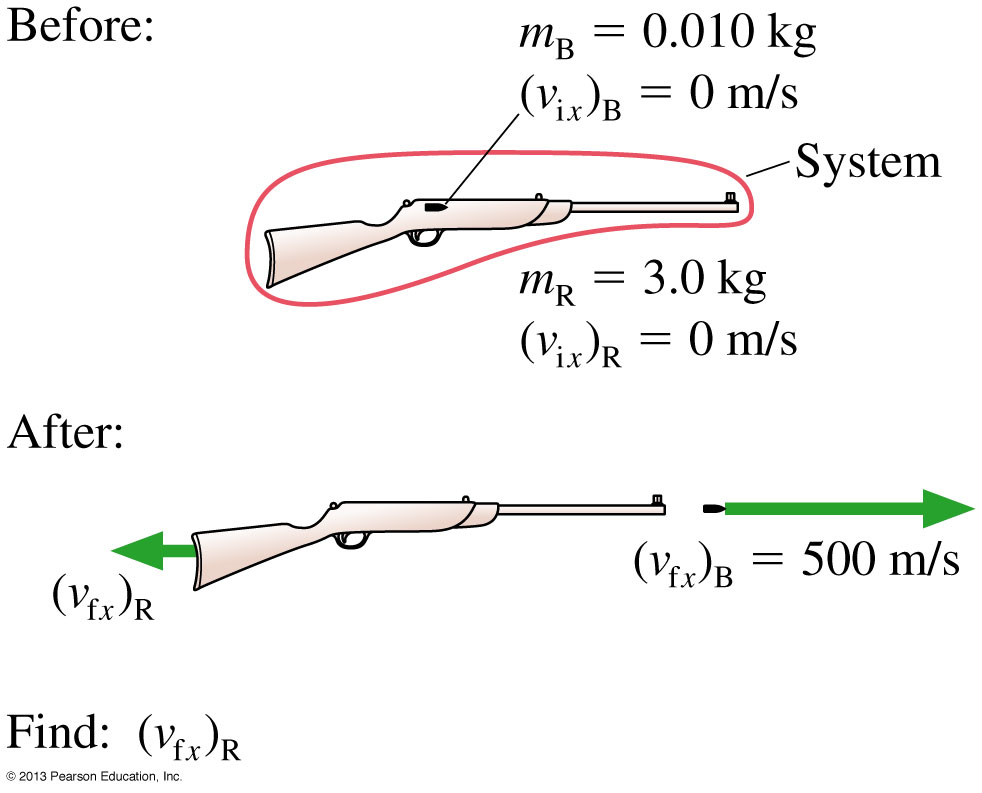 Before:
m_B = 0.010 kg
(v_ix)_B = 0 m/s
System
m_R = 3.0 kg
(v_ix)_R = 0 m/s
After:
(v_fx)_B = 500 m/s
(v_fx)_R
Find: (v_fx)_R
© 2013 Pearson Education, Inc.